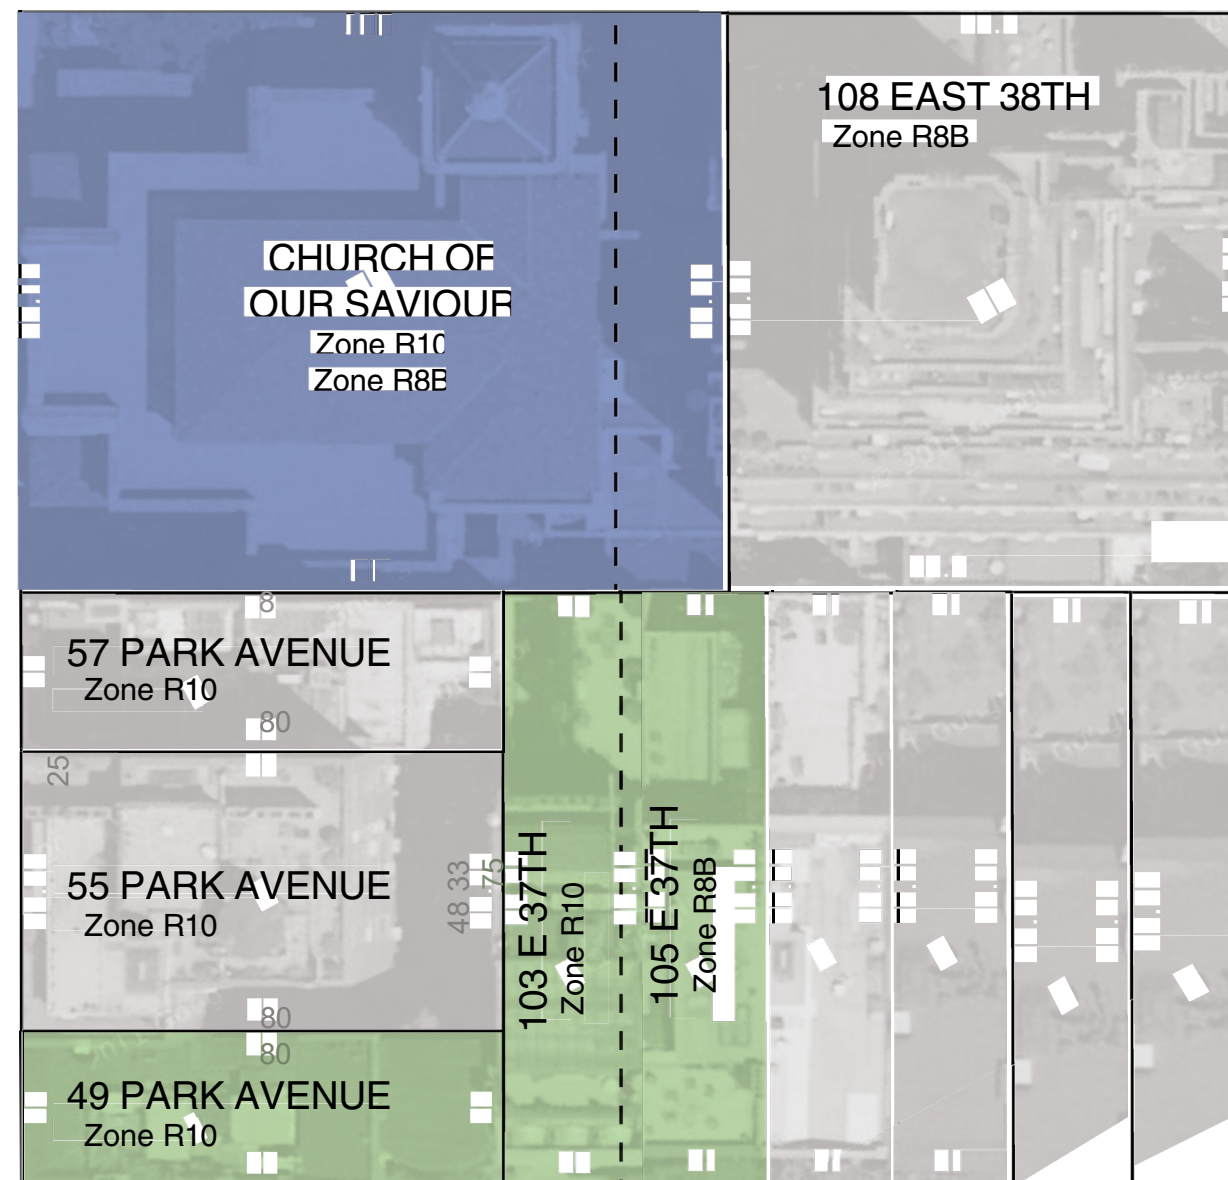 108 EAST 38TH
Zone R8B
CHURCH OF
OUR SAVIOUR
Zone R10
Zone R8B
8
57 PARK AVENUE
Zone R10
80
25
55 PARK AVENUE
Zone R10
48 33
75
103 E 37TH
Zone R10
105 E 37TH
Zone R8B
80
80
49 PARK AVENUE
Zone R10